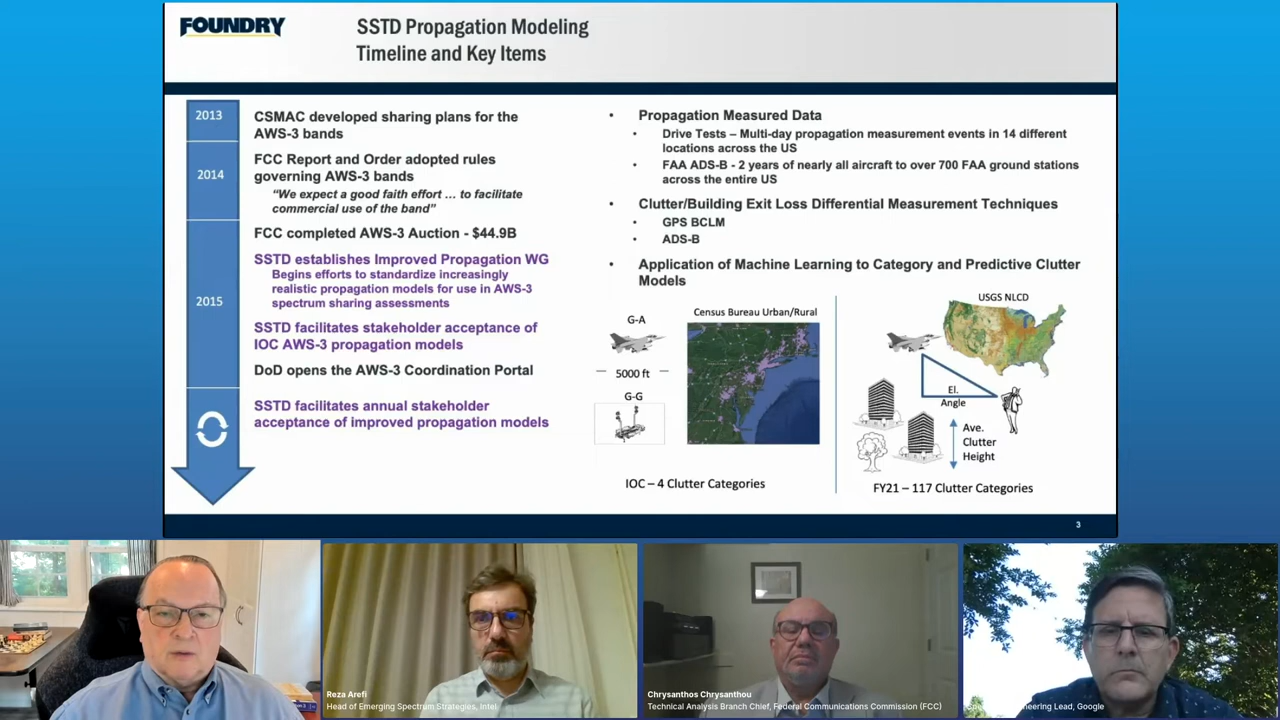 FOUNDRY
SSTD Propagation Modeling
Timeline and Key Items
2013
CSMAC developed sharing plans for the
AWS-3 bands
2014
FCC Report and Order adopted rules
governing AWS-3 bands
“We expect a good faith effort … to facilitate
commercial use of the band”
2015
FCC completed AWS-3 Auction - $44.9B
SSTD establishes Improved Propagation WG
Begins efforts to standardize increasingly
realistic propagation models for use in AWS-3
spectrum sharing assessments
SSTD facilitates stakeholder acceptance of
IOC AWS-3 propagation models
DoD opens the AWS-3 Coordination Portal
SSTD facilitates annual stakeholder
acceptance of improved propagation models
• Propagation Measured Data
• Drive Tests – Multi-day propagation measurement events in 14 different
locations across the US
• FAA ADS-B - 2 years of nearly all aircraft to over 700 FAA ground stations
across the entire US
• Clutter/Building Exit Loss Differential Measurement Techniques
• GPS BCLM
• ADS-B
• Application of Machine Learning to Category and Predictive Clutter
Models
G-A
5000 ft
G-G
Census Bureau Urban/Rural
IOC – 4 Clutter Categories
USGS NLCD
El.
Angle
Ave.
Clutter
Height
FY21 – 117 Clutter Categories
3
Reza Arefi
Head of Emerging Spectrum Strategies, Intel
Chrysanthos Chrysanthou
Technical Analysis Branch Chief, Federal Communications Commission (FCC)
Lead, Google